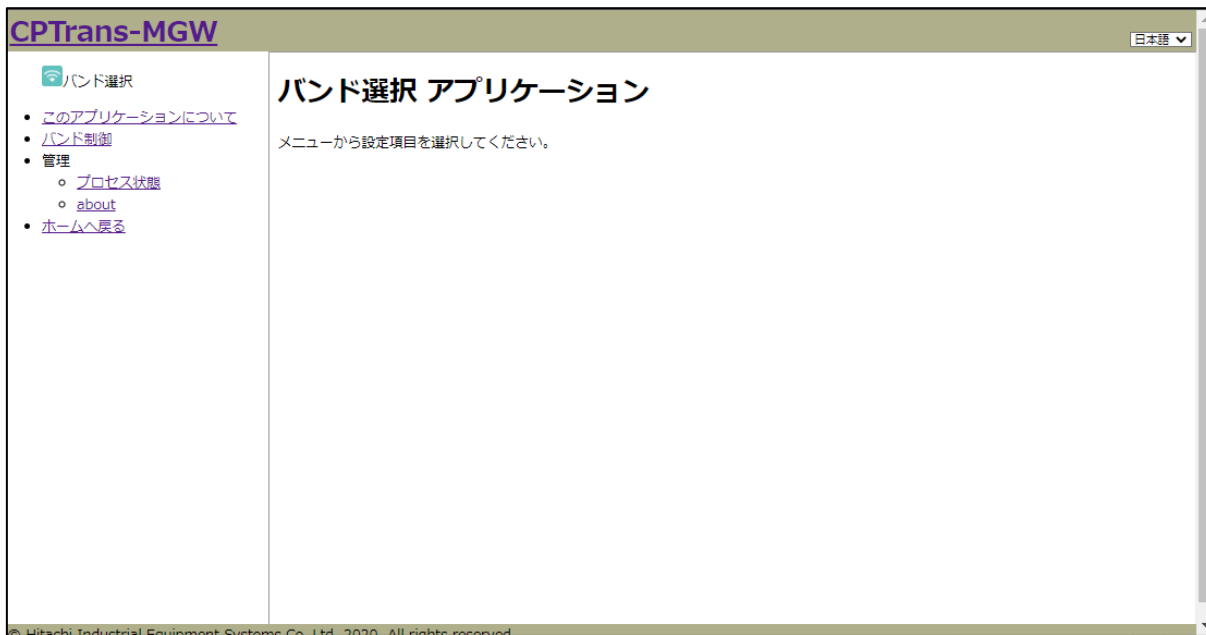 CPTrans-MGW
日本語
バンド選択
このアプリケーションについて
バンド制御
管理
プロセス状態
about
ホームへ戻る
バンド選択 アプリケーション
メニューから設定項目を選択してください。
© Hitachi Industrial Equipment Systems Co.,Ltd. 2020. All rights reserved.